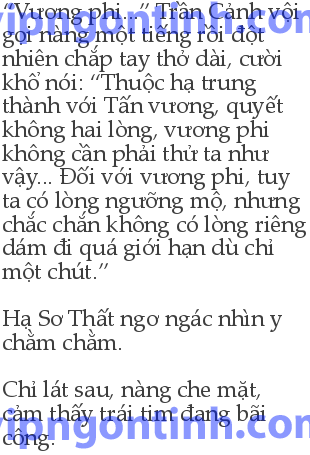 “Vương phi...” Trần Cảnh vội
gọi nàng một tiếng rồi đột
nhiên chắp tay thở dài, cười
khổ nói: “Thuộc hạ trung
thành với Tấn vương, quyết
không hai lòng, vương phi
không cần phải thử ta như
vậy... Đối với vương phi, tuy
ta có lòng ngưỡng mộ, nhưng
chắc chắn không có lòng riêng
dám đi quá giới hạn dù chỉ
một chút.”
Hạ Sơ Thất ngơ ngác nhìn y
chằm chằm.
Chỉ lát sau, nàng che mặt,
cảm thấy trái tim đang bãi
công.
vipngontinh.com
vipngontinh.com